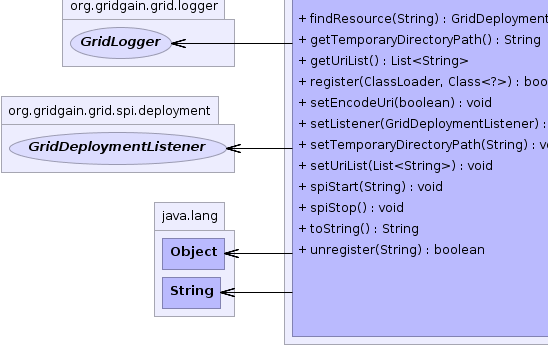 org.gridgain.grid.logger
GridLogger
org.gridgain.grid.spi.deployment
GridDeploymentListener
java.lang
Object
String
+ findResource(String) : GridDeployment
+ getTemporaryDirectoryPath() : String
+ getUriList() : List<String>
+ register(ClassLoader, Class<?>) : boo
+ setEncodeUri(boolean) : void
+ setListener(GridDeploymentListener) :
+ setTemporaryDirectoryPath(String) : vo
+ setUriList(List<String>) : void
+ spiStart(String) : void
+ spiStop() : void
+ toString() : String
+ unregister(String) : boolean